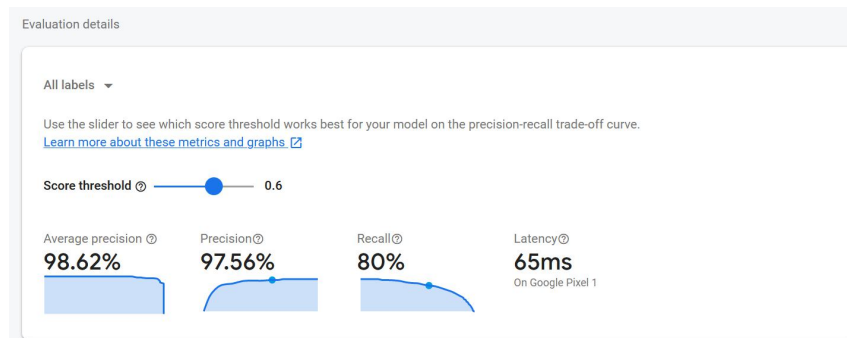 Evaluation details
All labels
Use the slider to see which score threshold works best for your model on the precision-recall trade-off curve.
Learn more about these metrics and graphs
Score threshold 0.6
Average precision Precision Recall Latency
98.62% 97.56% 80% 65ms
On Google Pixel 1